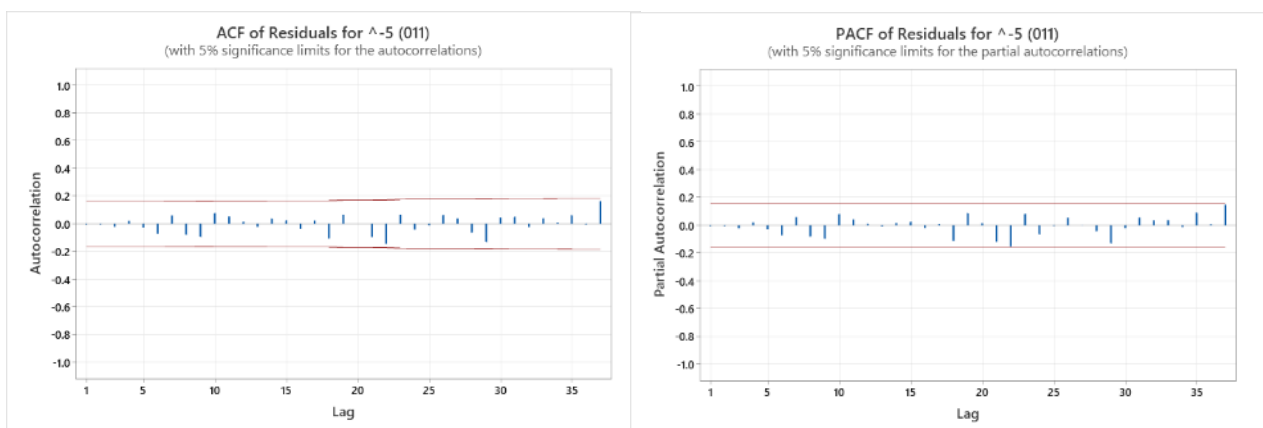 ACF of Residuals for ^-5 (011)
(with 5% significance limits for the autocorrelations)
1.0
0.8
0.6
0.4
0.2
0.0
-0.2
-0.4
-0.6
-0.8
-1.0
Autocorrelation
1 5 10 15 20 25 30 35
Lag
PACF of Residuals for ^-5 (011)
(with 5% significance limits for the partial autocorrelations)
1.0
0.8
0.6
0.4
0.2
0.0
-0.2
-0.4
-0.6
-0.8
-1.0
Partial Autocorrelation
1 5 10 15 20 25 30 35
Lag